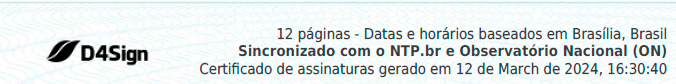 12 páginas - Datas e horários baseados em Brasília, Brasil
Sincronizado com o NTP.br e Observatório Nacional (ON)
D4Sign
Certificado de assinaturas gerado em 12 de March de 2024, 16:30:40